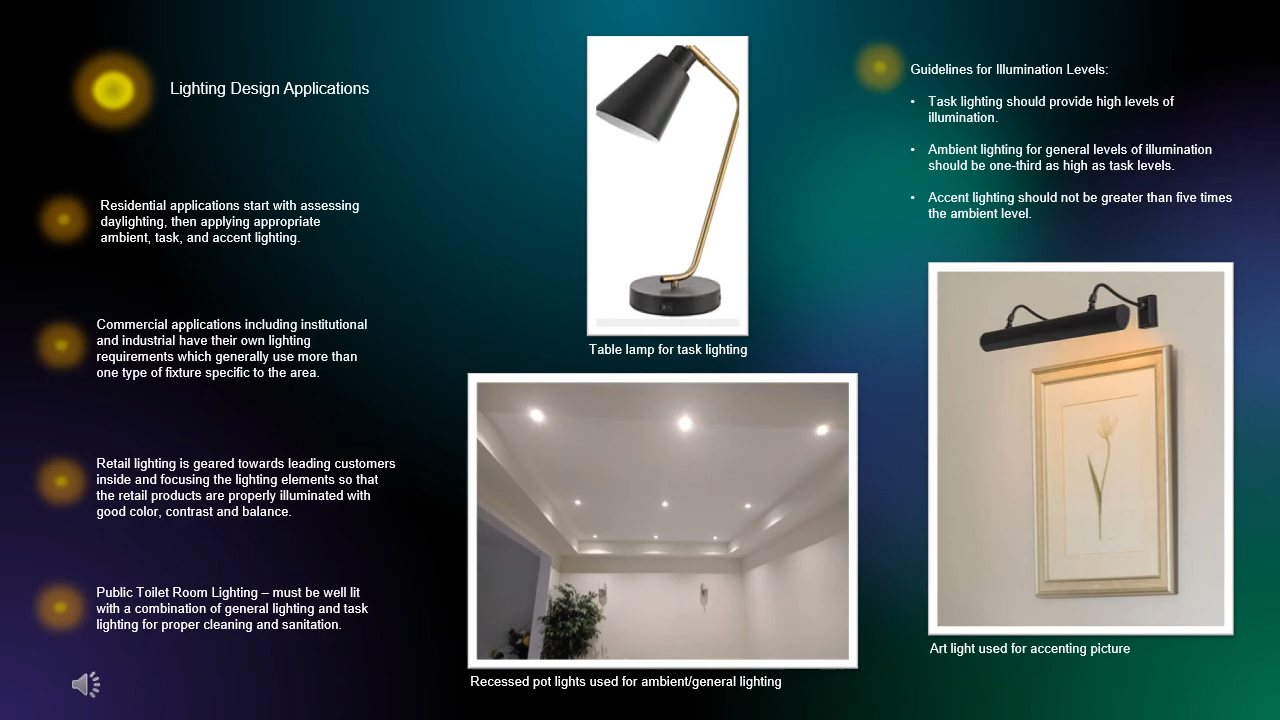 Lighting Design Applications
Residential applications start with assessing
daylighting, then applying appropriate
ambient, task, and accent lighting.
Commercial applications including institutional
and industrial have their own lighting
requirements which generally use more than
one type of fixture specific to the area.
Retail lighting is geared towards leading customers
inside and focusing the lighting elements so that
the retail products are properly illuminated with
good color, contrast and balance.
Public Toilet Room Lighting – must be well lit
with a combination of general lighting and task
lighting for proper cleaning and sanitation.
Table lamp for task lighting
Recessed pot lights used for ambient/general lighting
Guidelines for Illumination Levels:
• Task lighting should provide high levels of
illumination.
• Ambient lighting for general levels of illumination
should be one-third as high as task levels.
• Accent lighting should not be greater than five times
the ambient level.
Art light used for accenting picture